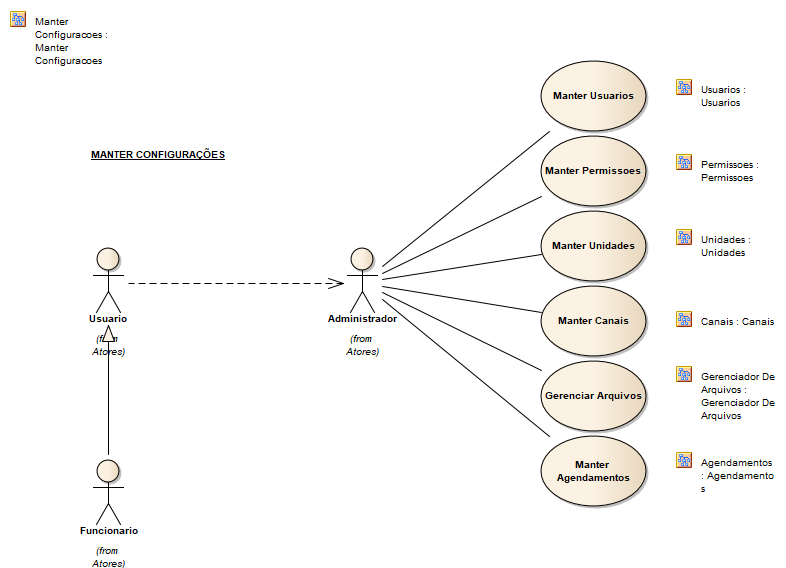 Manter
Configuracoes :
Manter
Configuracoes
MANTER CONFIGURAÇÕES
Manter Usuarios
Usuarios :
Usuarios
Manter Permissoes
Permissoes :
Permissoes
Manter Unidades
Unidades :
Unidades
Usuario
(from
Atores)
Administrador
(from
Atores)
Manter Canais
Canais : Canais
Gerenciar Arquivos
Gerenciador De
Arquivos :
Gerenciador De
Arquivos
Manter
Agendamentos
Agendamentos
: Agendamento
s
Funcionario
(from
Atores)